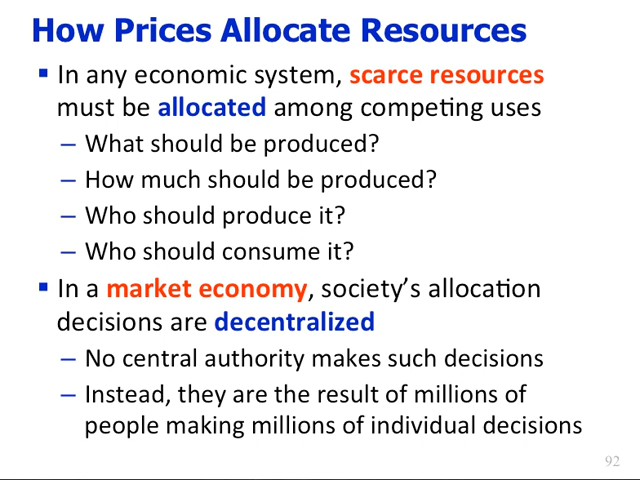 How Prices Allocate Resources
▪ In any economic system, scarce resources
must be allocated among competing uses
– What should be produced?
– How much should be produced?
– Who should produce it?
– Who should consume it?
▪ In a market economy, society’s allocation
decisions are decentralized
– No central authority makes such decisions
– Instead, they are the result of millions of
people making millions of individual decisions
92